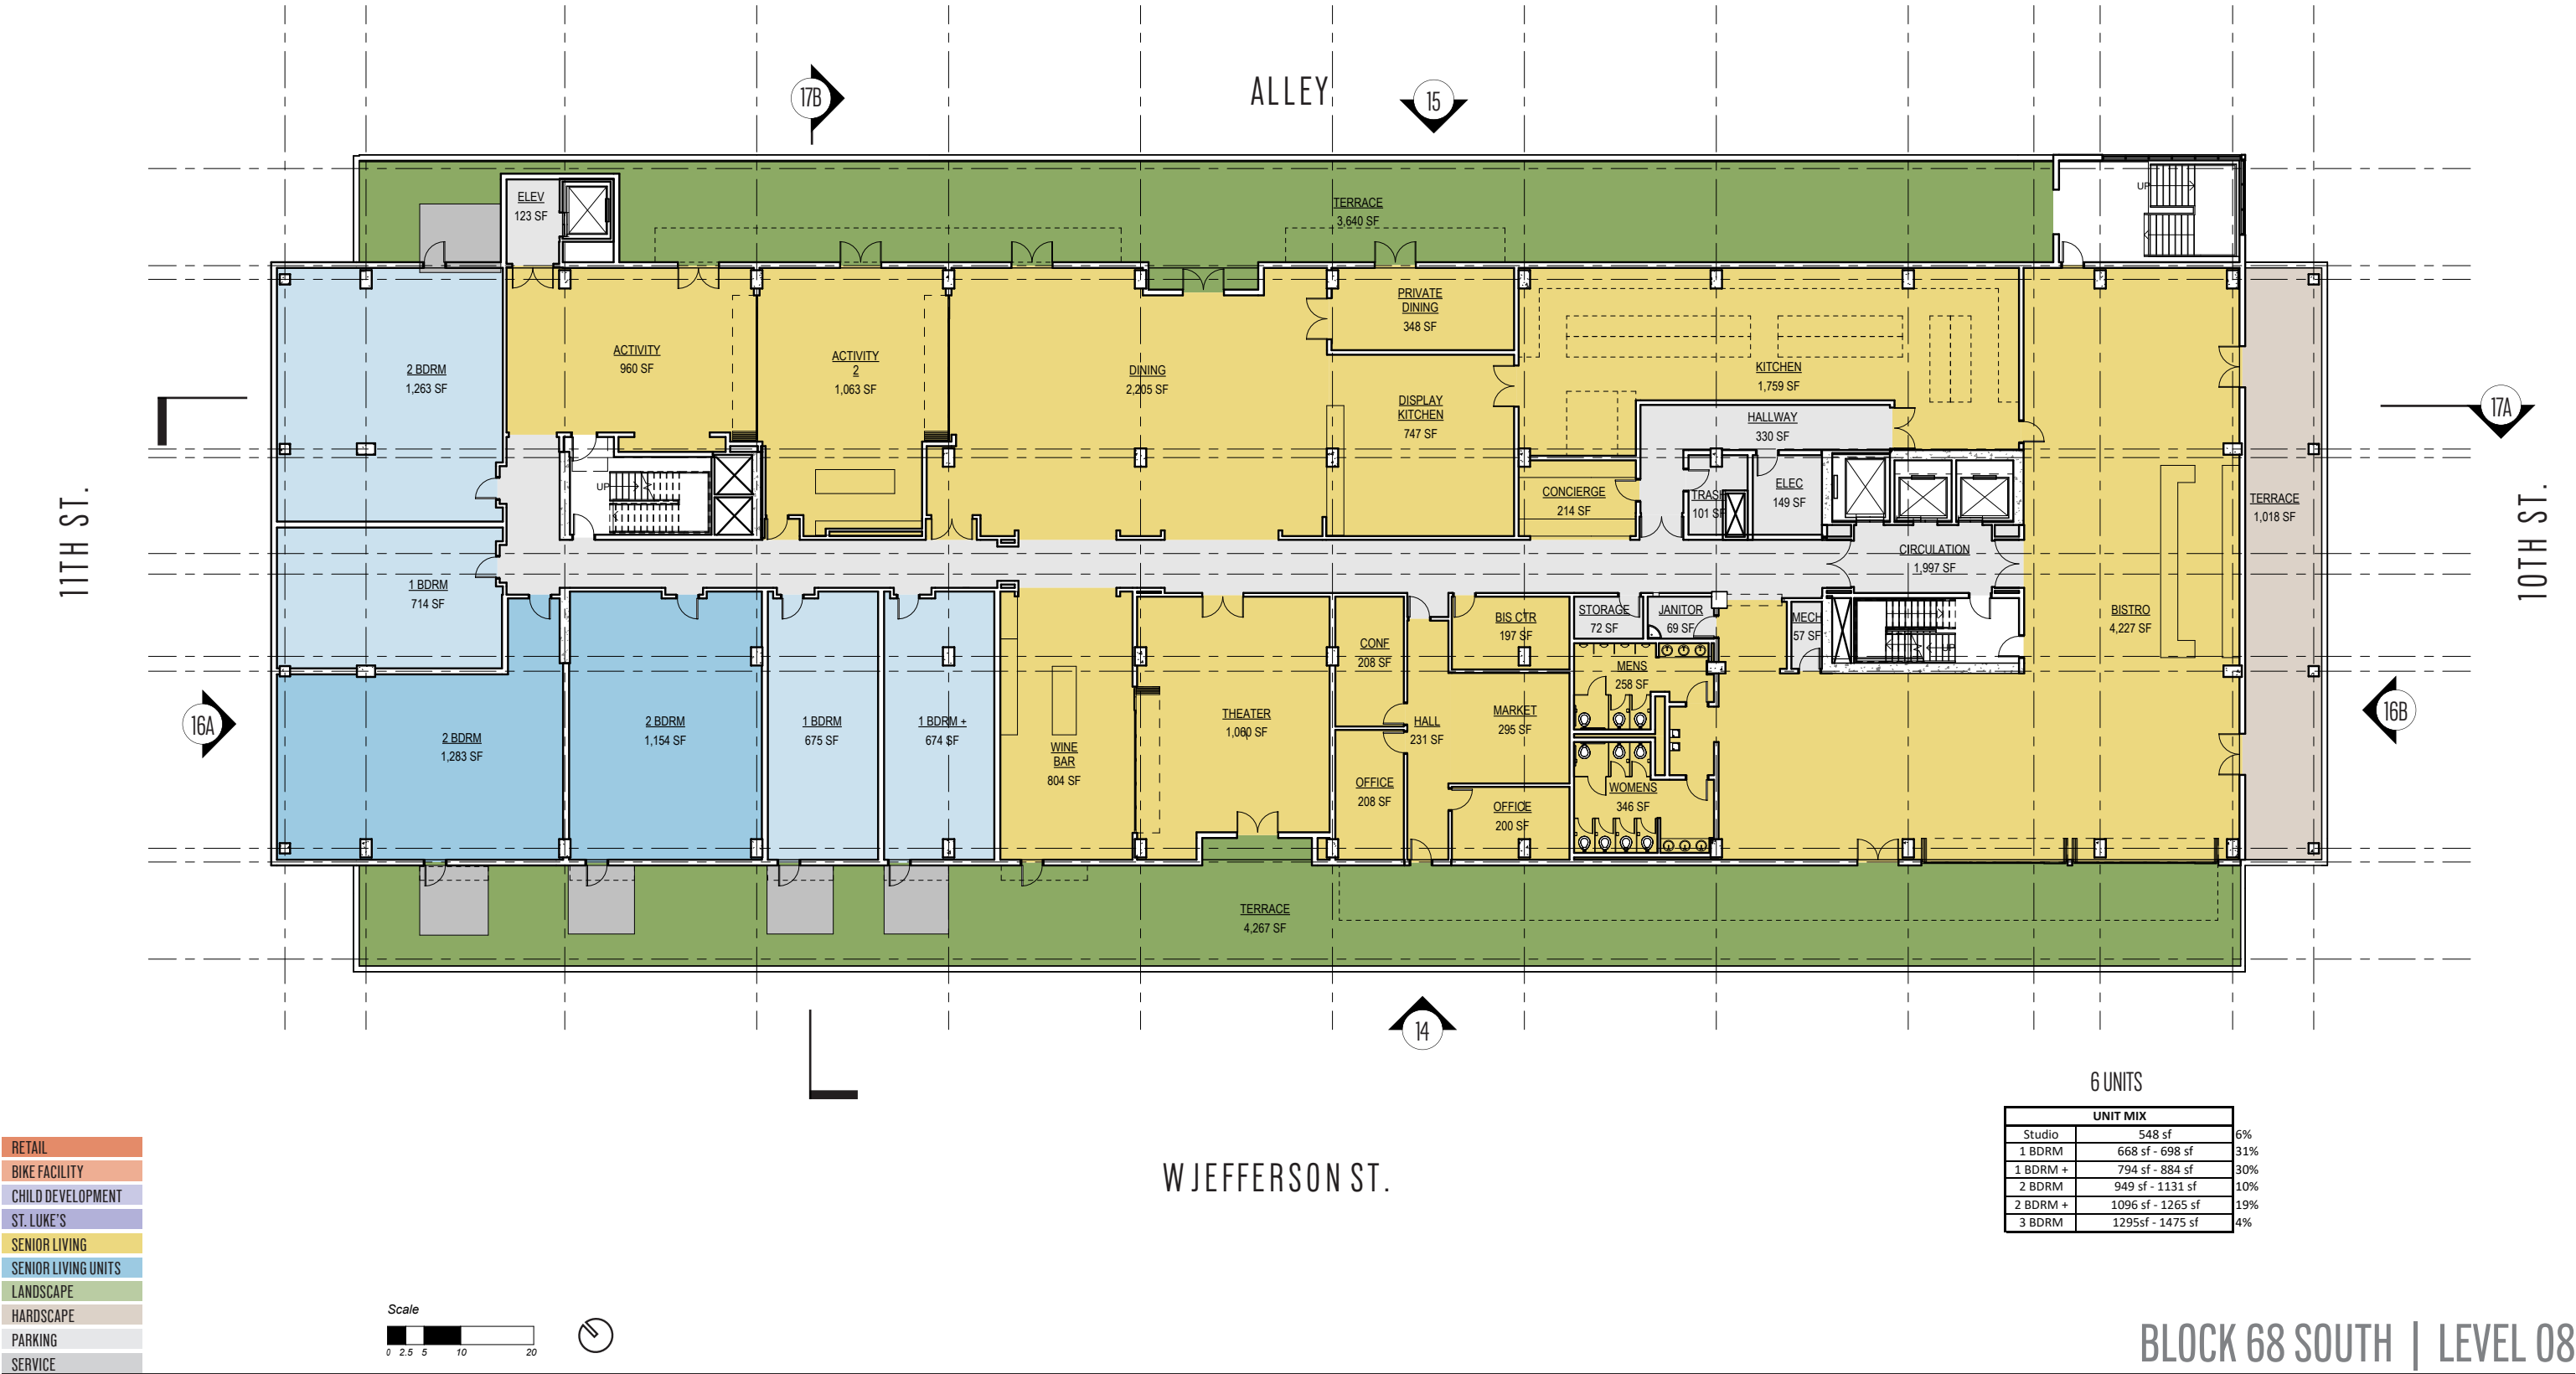 ALLEY
17B
15
ELEV
123 SF
TERRACE
3,640 SF
UP
2 BDRM
1,263 SF
ACTIVITY
960 SF
ACTIVITY
2
1,063 SF
DINING
2,205 SF
PRIVATE
DINING
348 SF
DISPLAY
KITCHEN
747 SF
KITCHEN
1,759 SF
HALLWAY
330 SF
17A
UP
CONCIERGE
214 SF
TRASH
101 SF
ELEC
149 SF
TERRACE
1,018 SF
11TH ST.
10TH ST.
CIRCULATION
1,997 SF
1 BDRM
714 SF
CONF
208 SF
BIS CTR
197 SF
STORAGE
72 SF
JANITOR
69 SF
MECH
57 SF
UP
BISTRO
4,227 SF
MENS
258 SF
16A
2 BDRM
1,283 SF
2 BDRM
1,154 SF
1 BDRM
675 SF
1 BDRM +
674 SF
WINE
BAR
804 SF
THEATER
1,060 SF
HALL
231 SF
MARKET
295 SF
16B
OFFICE
208 SF
OFFICE
200 SF
WOMENS
346 SF
TERRACE
4,267 SF
14
6 UNITS
UNIT MIX
Studio 548 sf 6%
1 BDRM 668 sf - 698 sf 31%
1 BDRM + 794 sf - 884 sf 30%
2 BDRM 949 sf - 1131 sf 10%
2 BDRM + 1096 sf - 1265 sf 19%
3 BDRM 1295sf - 1475 sf 4%
W JEFFERSON ST.
RETAIL
BIKE FACILITY
CHILD DEVELOPMENT
ST. LUKE'S
SENIOR LIVING
SENIOR LIVING UNITS
LANDSCAPE
HARDSCAPE
PARKING
SERVICE
Scale
0 2.5 5 10 20
BLOCK 68 SOUTH | LEVEL 08